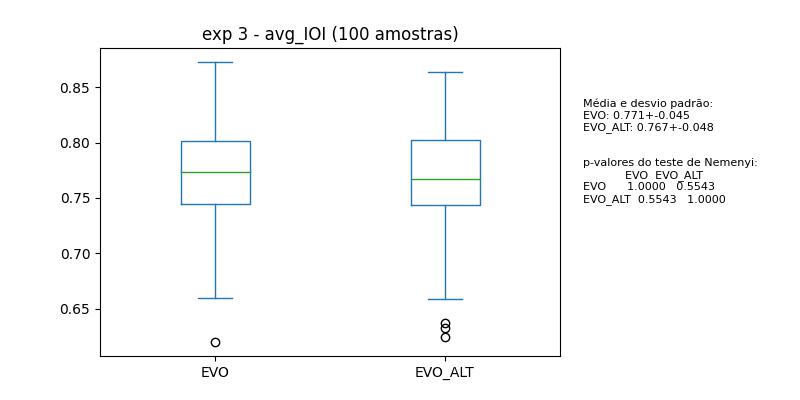 exp 3 - avg_IOI (100 amostras)
0.85
0.80
0.75
0.70
0.65
EVO
EVO_ALT
Média e desvio padrão:
EVO: 0.771+-0.045
EVO_ALT: 0.767+-0.048
p-valores do teste de Nemenyi:
EVO EVO_ALT
EVO 1.0000 0.5543
EVO_ALT 0.5543 1.0000